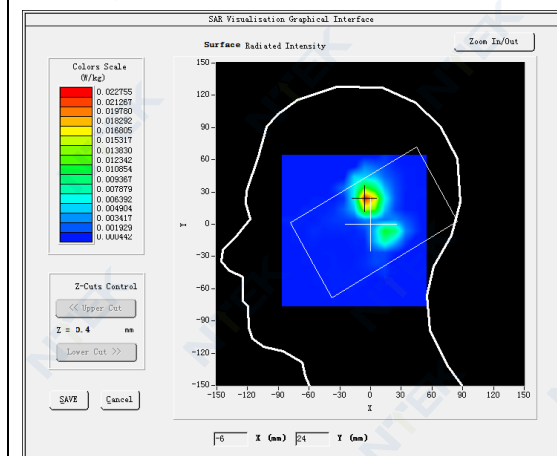 SAR Visualisation Graphical Interface
Surface Radiated Intensity
Zoom In/Out
Colors Scale
(W/kg)
0.022755
0.021267
0.019780
0.018292
0.016805
0.015317
0.013830
0.012342
0.010854
0.009367
0.007879
0.006392
0.004904
0.003417
0.001929
0.000442
150
120
90
60
30
0
-30
-60
-90
-120
-150
Y
-150 -120 -90 -60 -30 0 30 60 90 120 150
X
Z-Cuts Control
<< Upper Cut
Z = 0.4 mm
Lower Cut >>
SAVE Cancel
-6 X (mm) 24 Y (mm)
NTEK